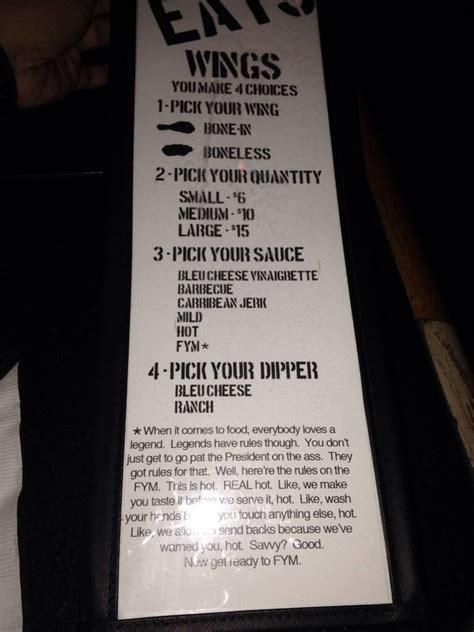 EATS
WINGS
YOU MAKE 4 CHOICES
1-PICK YOUR WING
BONE-IN
BONELESS
2-PICK YOUR QUANTITY
SMALL - $6
MEDIUM - $10
LARGE - $15
3-PICK YOUR SAUCE
BLEU CHEESE VINAIGRETTE
BARBECUE
CARRIBEAN JERK
MILD
HOT
FYM*
4-PICK YOUR DIPPER
BLEU CHEESE
RANCH
* When it comes to food, everybody loves a
legend. Legends have rules though. You don't
just get to go pat the President on the ass. They
got rules for that. Well, here're the rules on the
FYM. This is hot. REAL hot. Like, we make
you taste it before we serve it, hot. Like, wash
your hands you touch anything else, hot.
Like, we allow send backs because we've
warned you, hot. Savvy? Good.
Now get ready to FYM.